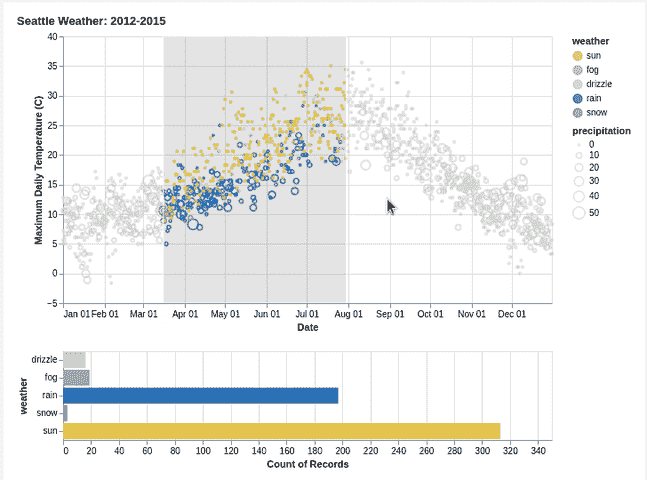 Seattle Weather: 2012-2015
40
35
30
25
20
15
10
5
0
−5
Maximum Daily Temperature (C)
Jan 01 Feb 01 Mar 01 Apr 01 May 01 Jun 01 Jul 01 Aug 01 Sep 01 Oct 01 Nov 01 Dec 01
Date
weather
sun
fog
drizzle
rain
snow
precipitation
0
10
20
30
40
50
drizzle
fog
rain
snow
sun
weather
0 20 40 60 80 100 120 140 160 180 200 220 240 260 280 300 320 340
Count of Records